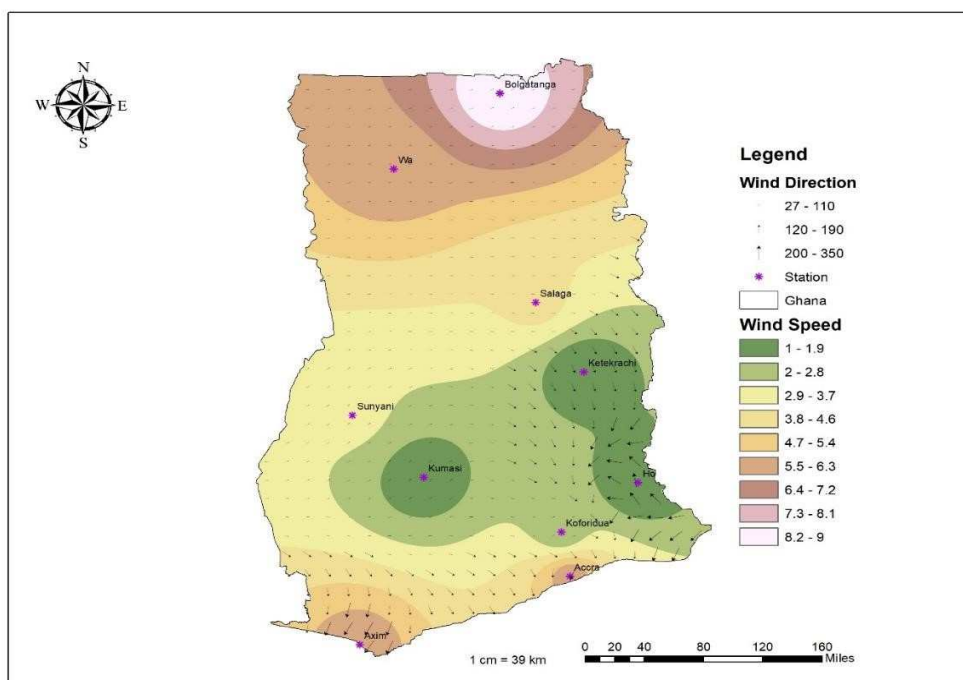 N
W E
S
Bolgatanga
Wa
Salaga
Ketekrachi
Sunyani
Kumasi
Ho
Koforidua
Accra
Axim
Legend
Wind Direction
27 - 110
120 - 190
200 - 350
Station
Ghana
Wind Speed
1 - 1.9
2 - 2.8
2.9 - 3.7
3.8 - 4.6
4.7 - 5.4
5.5 - 6.3
6.4 - 7.2
7.3 - 8.1
8.2 - 9
1 cm = 39 km
0 20 40 80 120 160
Miles